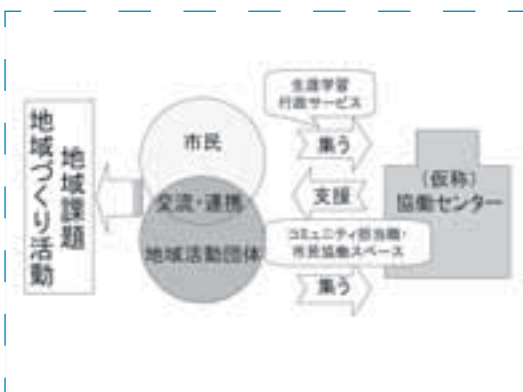 地域課題
地域づくり活動
市民
交流・連携
地域活動団体
生涯学習
行政サービス
集う
支援
コミュニティ担当職・
市民協働スペース
集う
(仮称)
協働センター